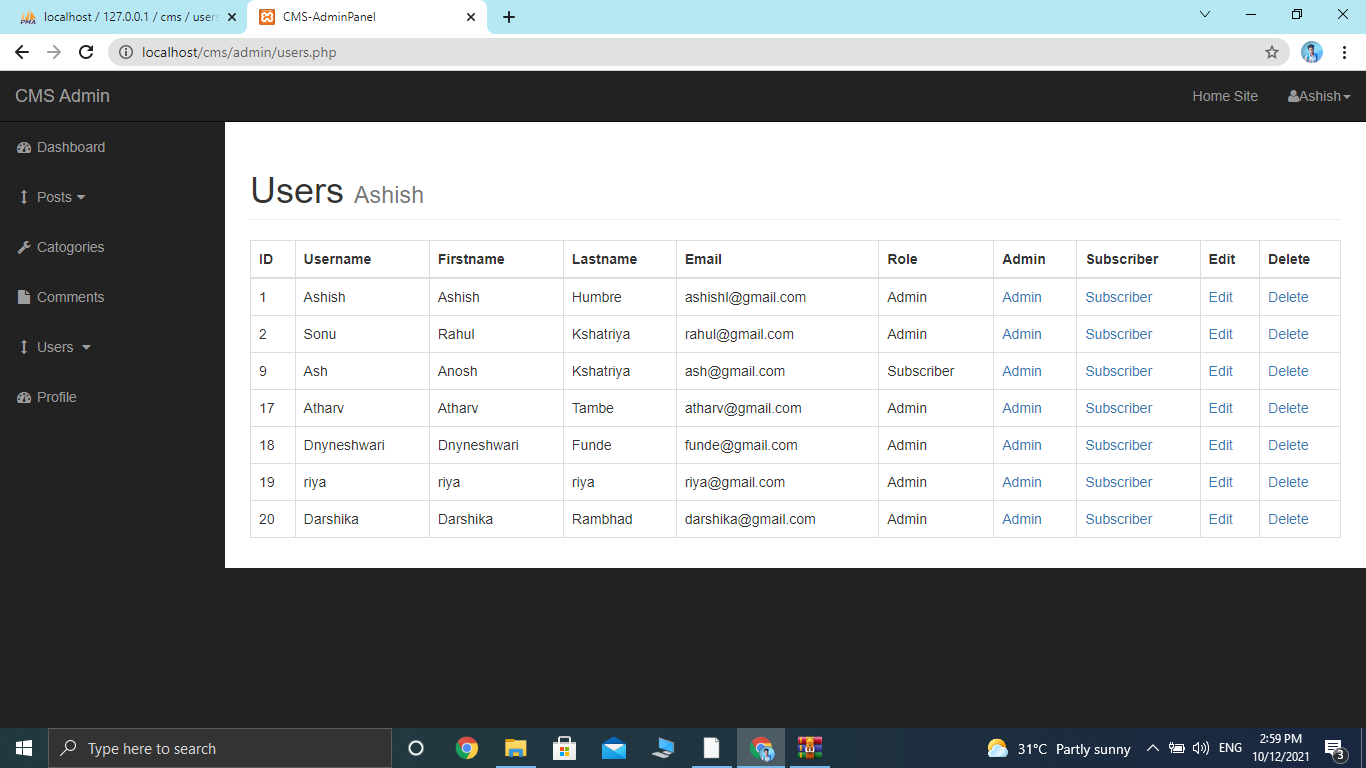 localhost / 127.0.0.1 / cms / users
CMS-AdminPanel
localhost/cms/admin/users.php
CMS Admin
Home Site
Ashish
Dashboard
Posts
Catogories
Comments
Users
Profile
Users Ashish
ID Username Firstname Lastname Email Role Admin Subscriber Edit Delete
1 Ashish Ashish Humbre ashishl@gmail.com Admin Admin Subscriber Edit Delete
2 Sonu Rahul Kshatriya rahul@gmail.com Admin Admin Subscriber Edit Delete
9 Ash Anosh Kshatriya ash@gmail.com Subscriber Admin Subscriber Edit Delete
17 Atharv Atharv Tambe atharv@gmail.com Admin Admin Subscriber Edit Delete
18 Dnyneshwari Dnyneshwari Funde funde@gmail.com Admin Admin Subscriber Edit Delete
19 riya riya riya riya@gmail.com Admin Admin Subscriber Edit Delete
20 Darshika Darshika Rambhad darshika@gmail.com Admin Admin Subscriber Edit Delete
Type here to search
31°C Partly sunny
ENG
2:59 PM
10/12/2021
3